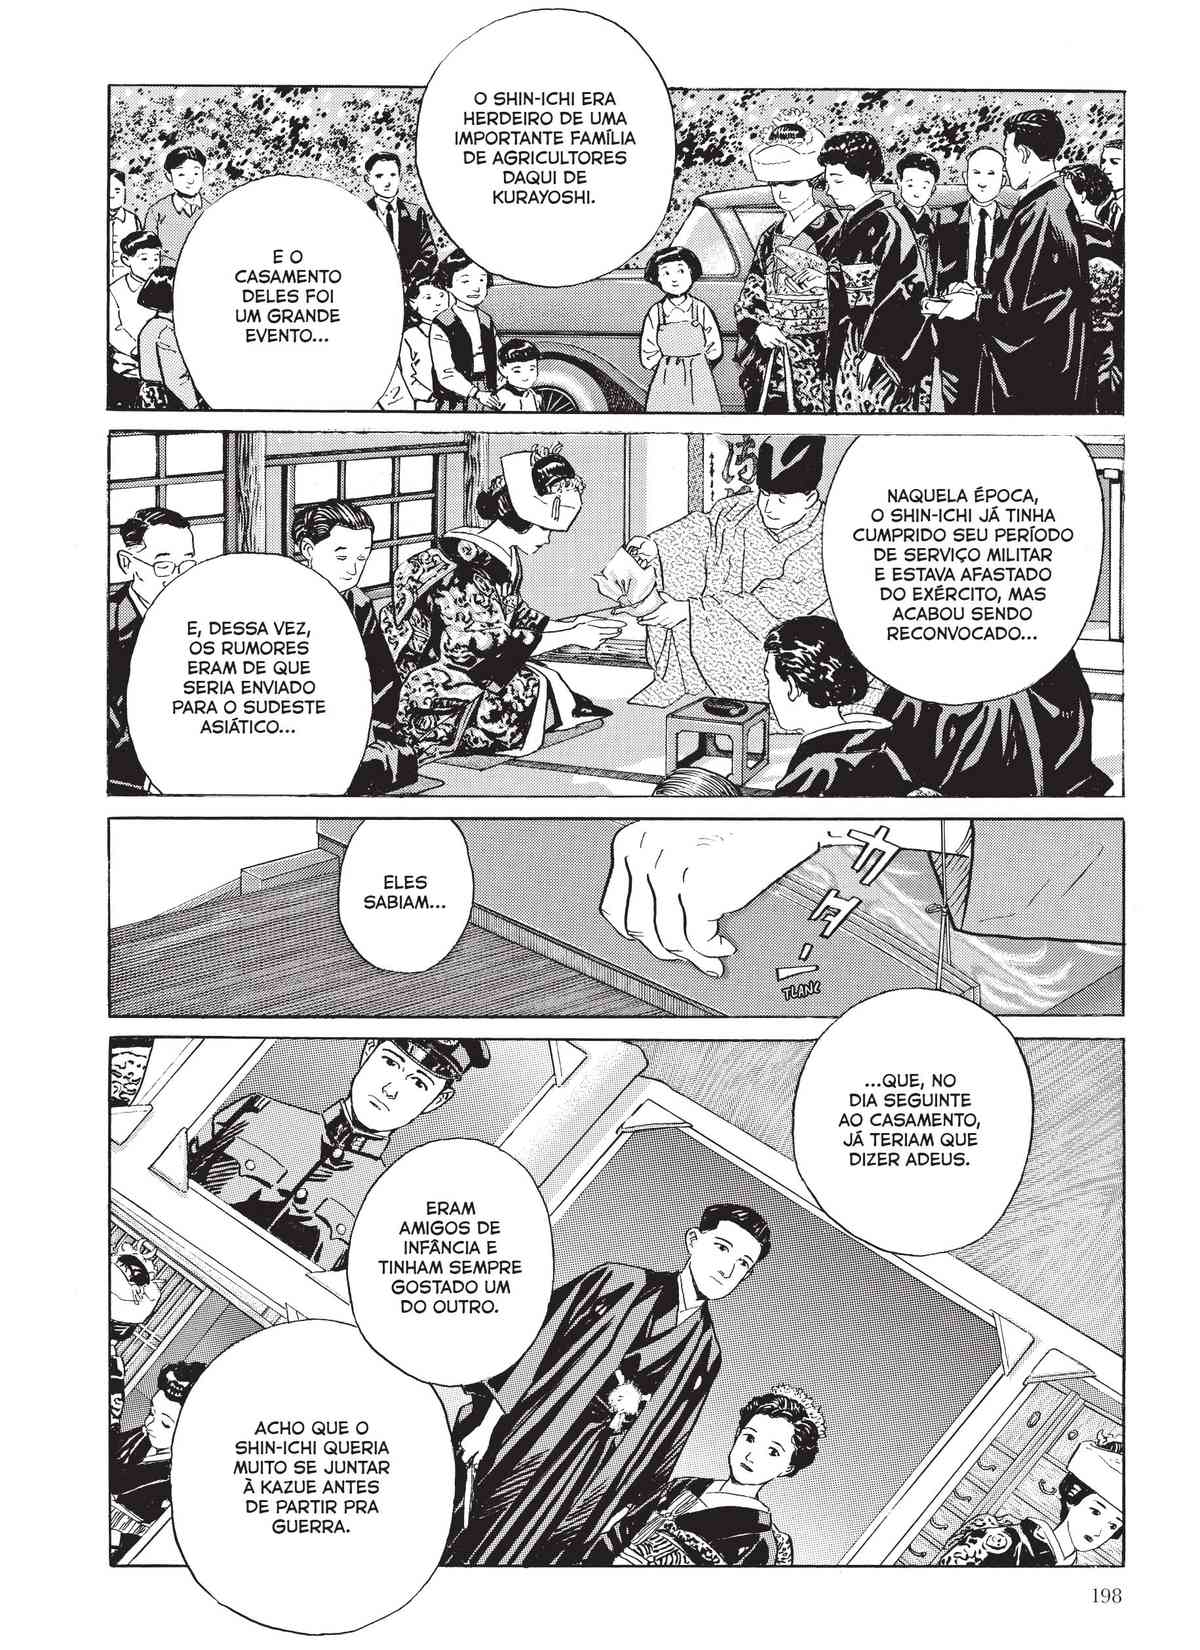 O SHIN-ICHI ERA
HERDEIRO DE UMA
IMPORTANTE FAMÍLIA
DE AGRICULTORES
DAQUI DE
KURAYOSHI.
E O
CASAMENTO
DELES FOI
UM GRANDE
EVENTO...
NAQUELA ÉPOCA,
O SHIN-ICHI JÁ TINHA
CUMPRIDO SEU PERÍODO
DE SERVIÇO MILITAR
E ESTAVA AFASTADO
DO EXÉRCITO, MAS
ACABOU SENDO
RECONVOCADO...
E, DESSA VEZ,
OS RUMORES
ERAM DE QUE
SERIA ENVIADO
PARA O SUDESTE
ASIÁTICO...
ELES
SABIAM...
カタ！
TLANC
...QUE, NO
DIA SEGUINTE
AO CASAMENTO,
JÁ TERIAM QUE
DIZER ADEUS.
ERAM
AMIGOS DE
INFÂNCIA E
TINHAM SEMPRE
GOSTADO UM
DO OUTRO.
ACHO QUE O
SHIN-ICHI QUERIA
MUITO SE JUNTAR
À KAZUE ANTES
DE PARTIR PRA
GUERRA.
198